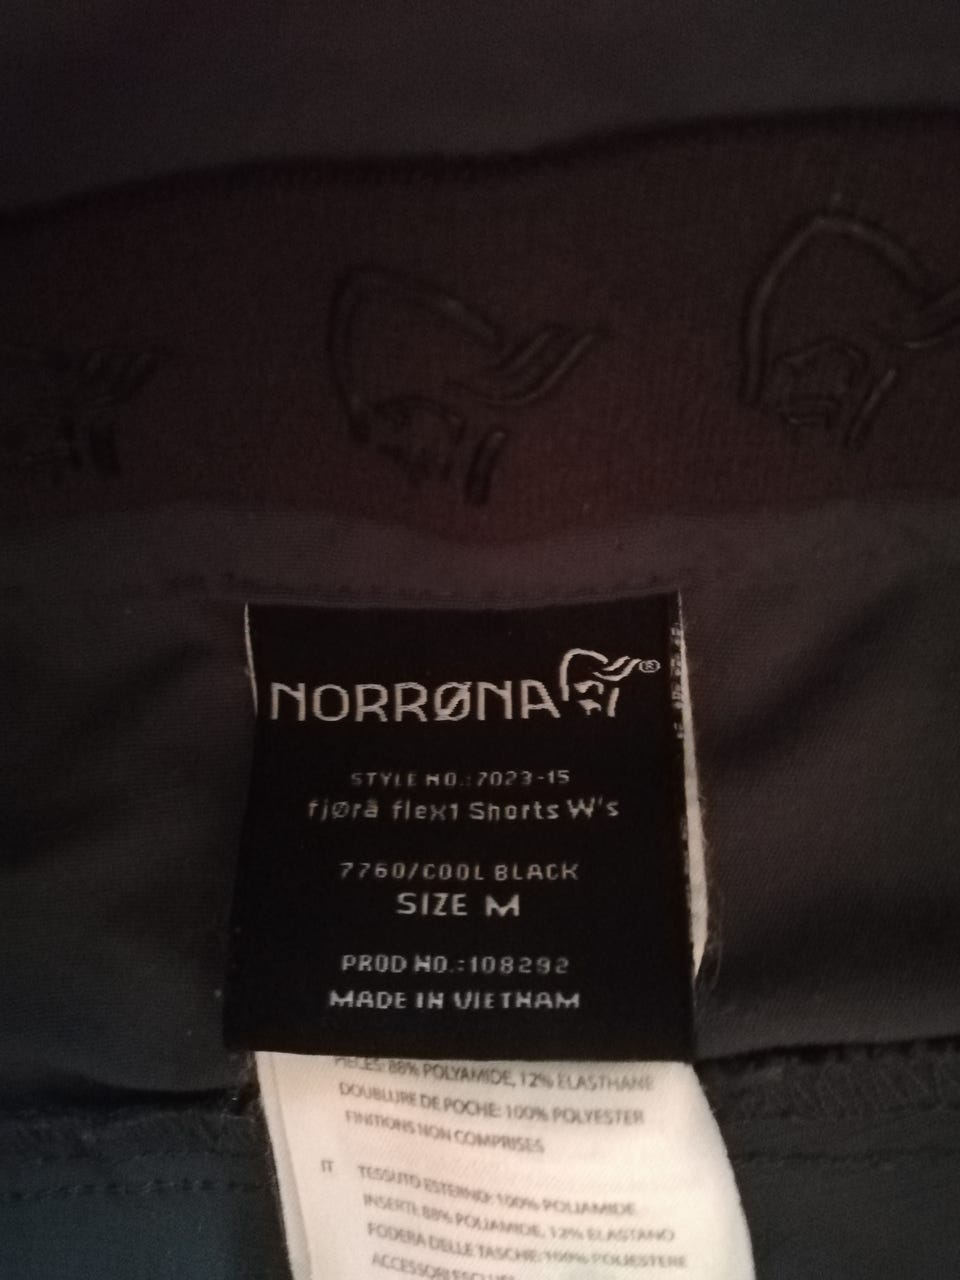 NORRØNA®
STYLE NO.:7023-15
fjørå flex1 Shorts W's
7760/COOL BLACK
SIZE M
PROD NO.:108292
MADE IN VIETNAM
PIECES: 88% POLYAMIDE, 12% ELASTHANE
DOUBLURE DE POCHE: 100% POLYESTER
FINITIONS NON COMPRISES
IT TESSUTO ESTERNO: 100% POLIAMIDE
INSERTI: 88% POLIAMIDE, 12% ELASTANO
FODERA DELLE TASCHE: 100% POLIESTERE